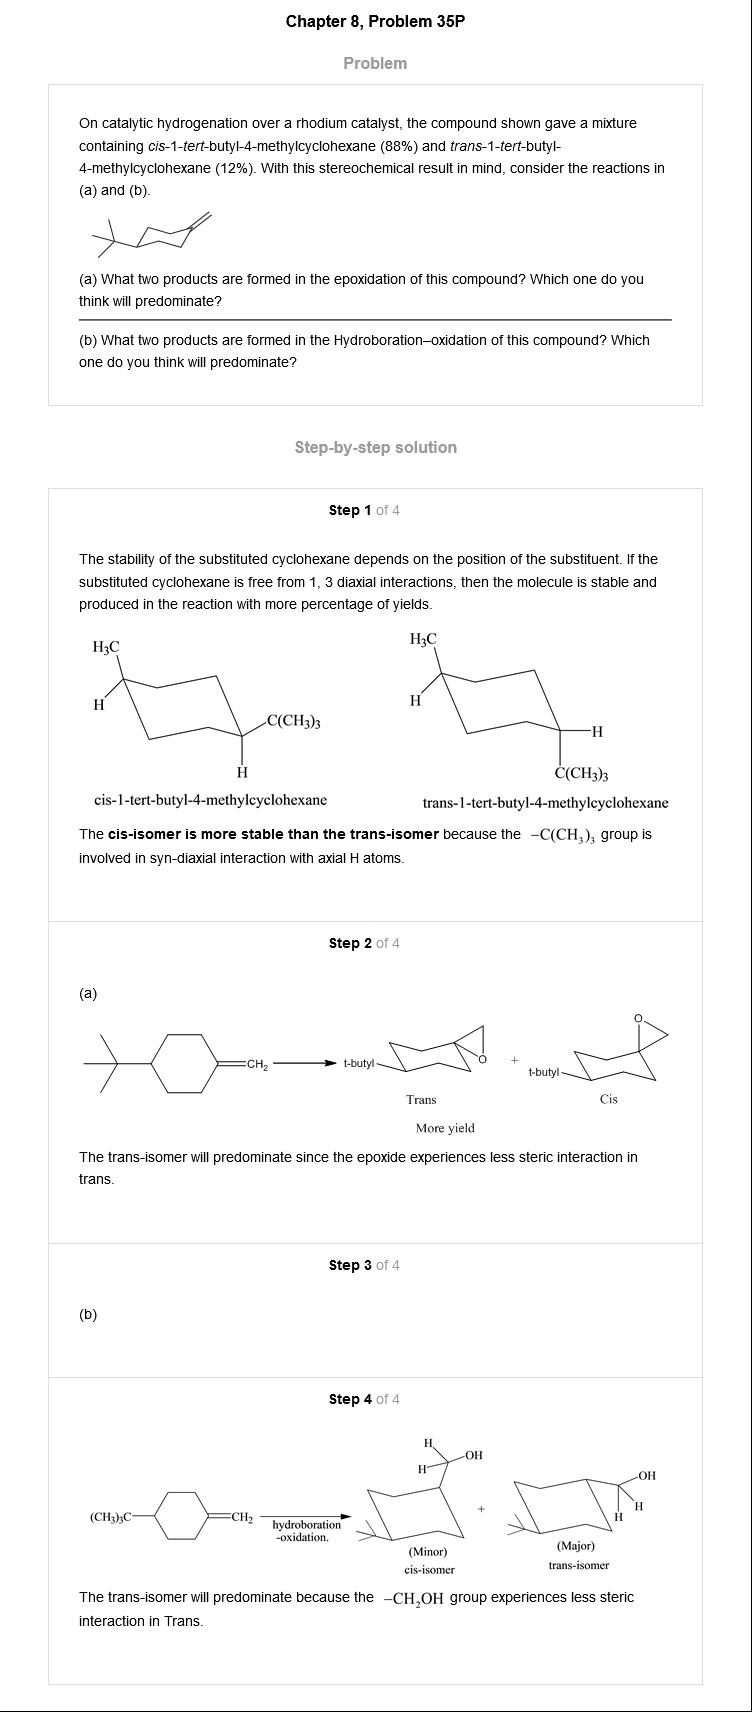 Chapter 8, Problem 35P
Problem
On catalytic hydrogenation over a rhodium catalyst, the compound shown gave a mixture
containing cis-1-tert-butyl-4-methylcyclohexane (88%) and trans-1-tert-butyl-
4-methylcyclohexane (12%). With this stereochemical result in mind, consider the reactions in
(a) and (b).
(a) What two products are formed in the epoxidation of this compound? Which one do you
think will predominate?
(b) What two products are formed in the Hydroboration–oxidation of this compound? Which
one do you think will predominate?
Step-by-step solution
Step 1 of 4
The stability of the substituted cyclohexane depends on the position of the substituent. If the
substituted cyclohexane is free from 1, 3 diaxial interactions, then the molecule is stable and
produced in the reaction with more percentage of yields.
H3C
H
C(CH3)3
H
cis-1-tert-butyl-4-methylcyclohexane
H3C
H
H
C(CH3)3
trans-1-tert-butyl-4-methylcyclohexane
The cis-isomer is more stable than the trans-isomer because the –C(CH3)3 group is
involved in syn-diaxial interaction with axial H atoms.
Step 2 of 4
(a)
CH2
t-butyl
O
Trans
More yield
+
O
t-butyl
Cis
The trans-isomer will predominate since the epoxide experiences less steric interaction in
trans.
Step 3 of 4
(b)
Step 4 of 4
(CH3)3C
CH2
hydroboration
-oxidation.
H
H
OH
(Minor)
cis-isomer
+
OH
H
H
(Major)
trans-isomer
The trans-isomer will predominate because the –CH2OH group experiences less steric
interaction in Trans.